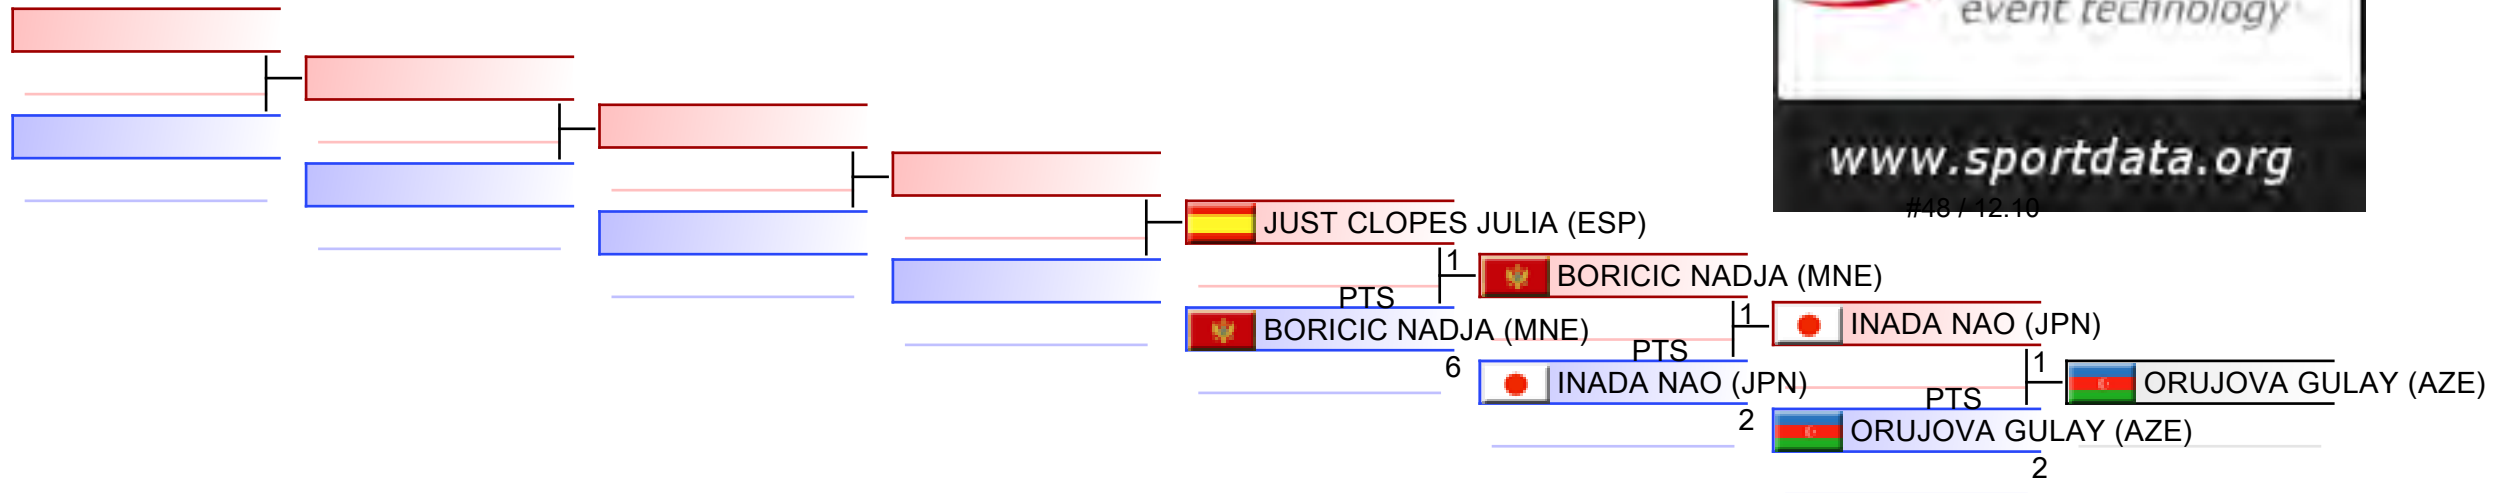 event technology
www.sportdata.org
#48 / 12.10
JUST CLOPES JULIA (ESP)
1
BORICIC NADJA (MNE)
PTS
BORICIC NADJA (MNE)
6
1
INADA NAO (JPN)
PTS
INADA NAO (JPN)
2
1
ORUJOVA GULAY (AZE)
PTS
ORUJOVA GULAY (AZE)
2